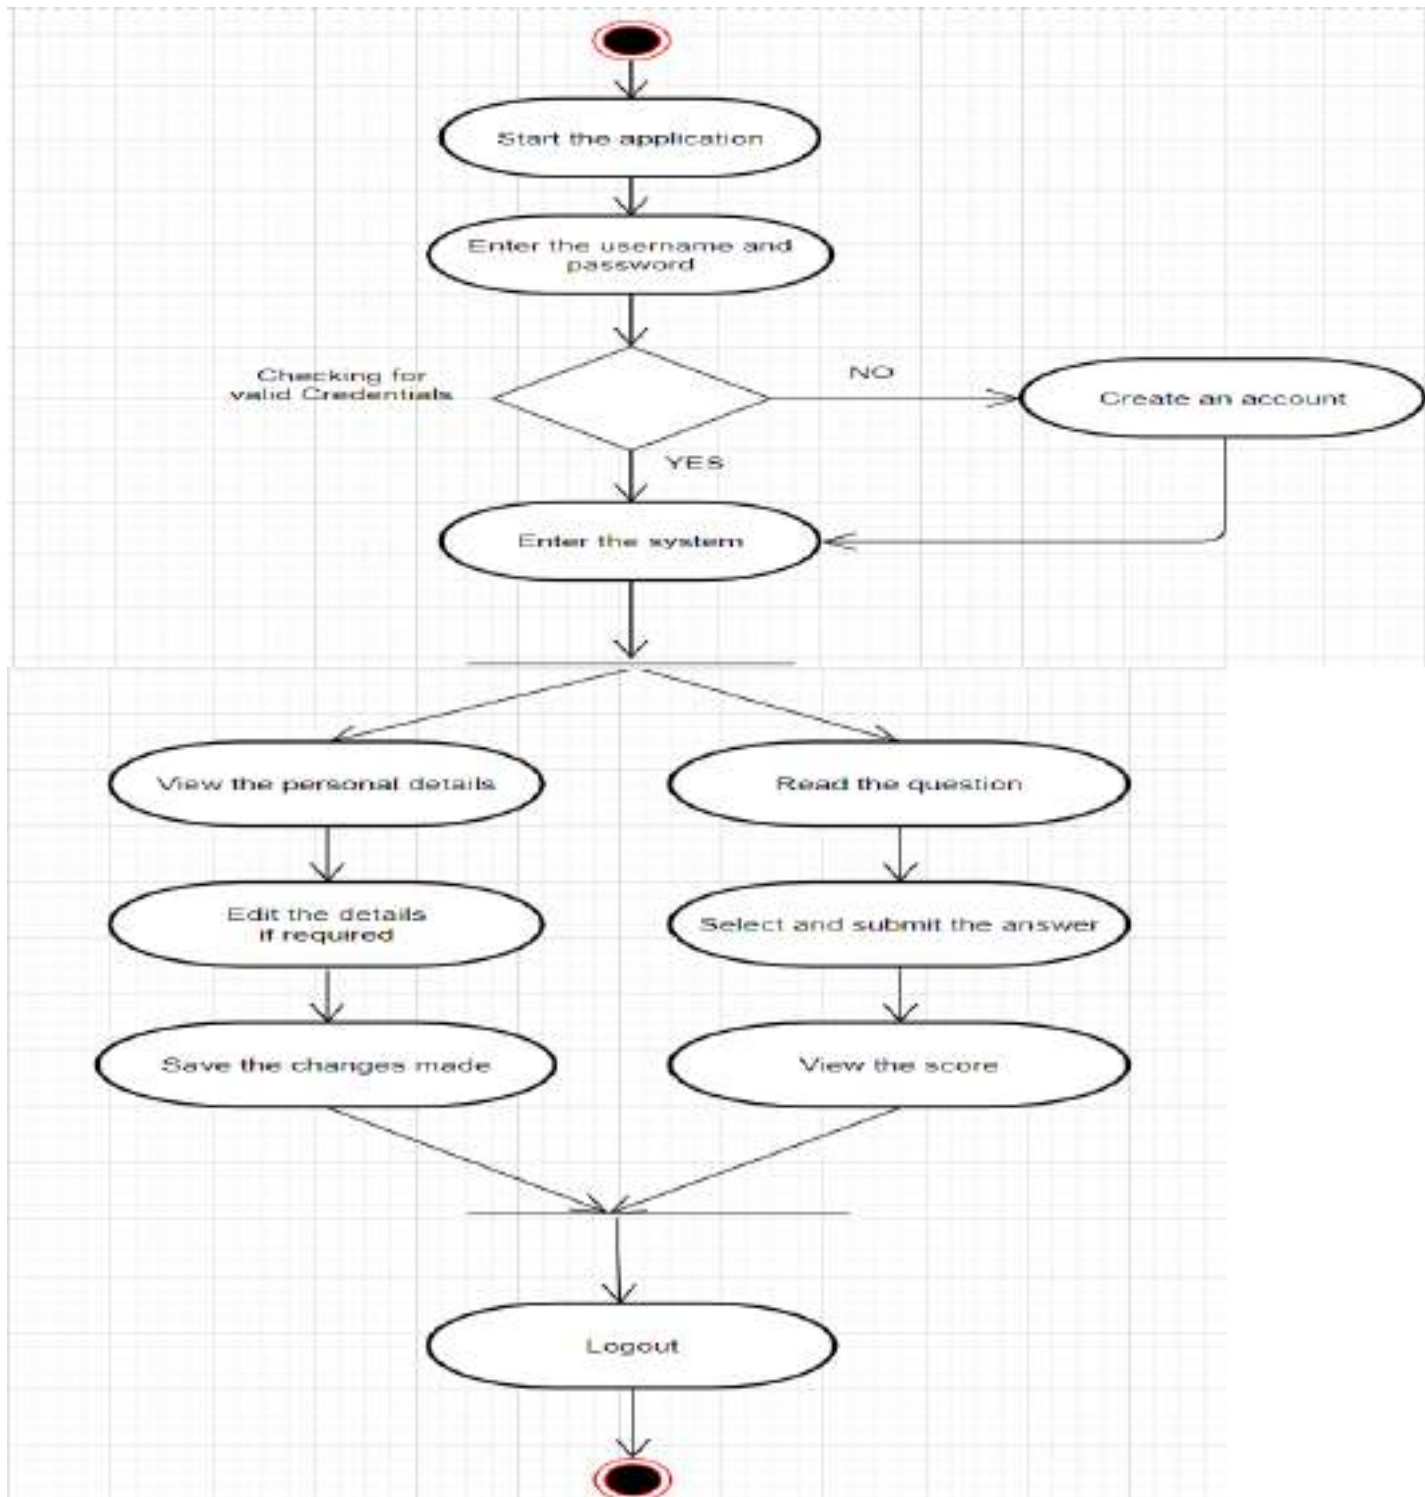 Start the application
Enter the username and
password
Checking for
valid Credentials
NO
Create an account
YES
Enter the system
View the personal details
Read the question
Edit the details
if required
Select and submit the answer
Save the changes made
View the score
Logout